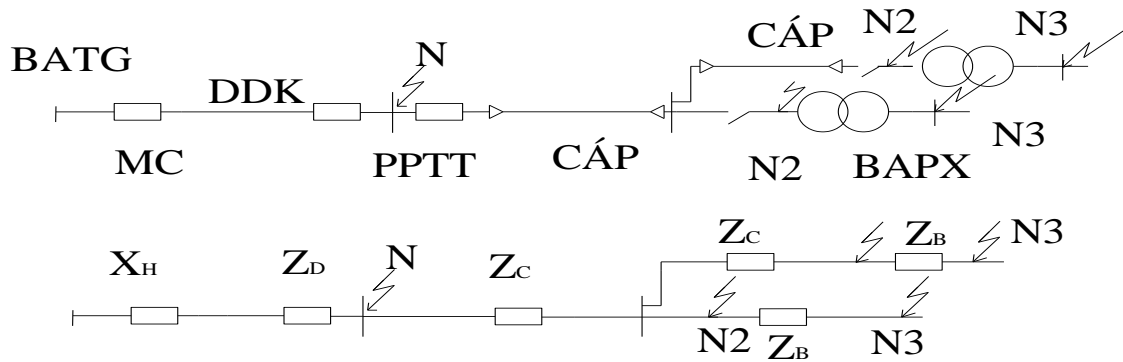 CÁP N2 N3
BATG DDK N
MC PPTT CÁP N2 BAPX N3
XH ZD N ZC ZC ZB N3
N2 ZB N3